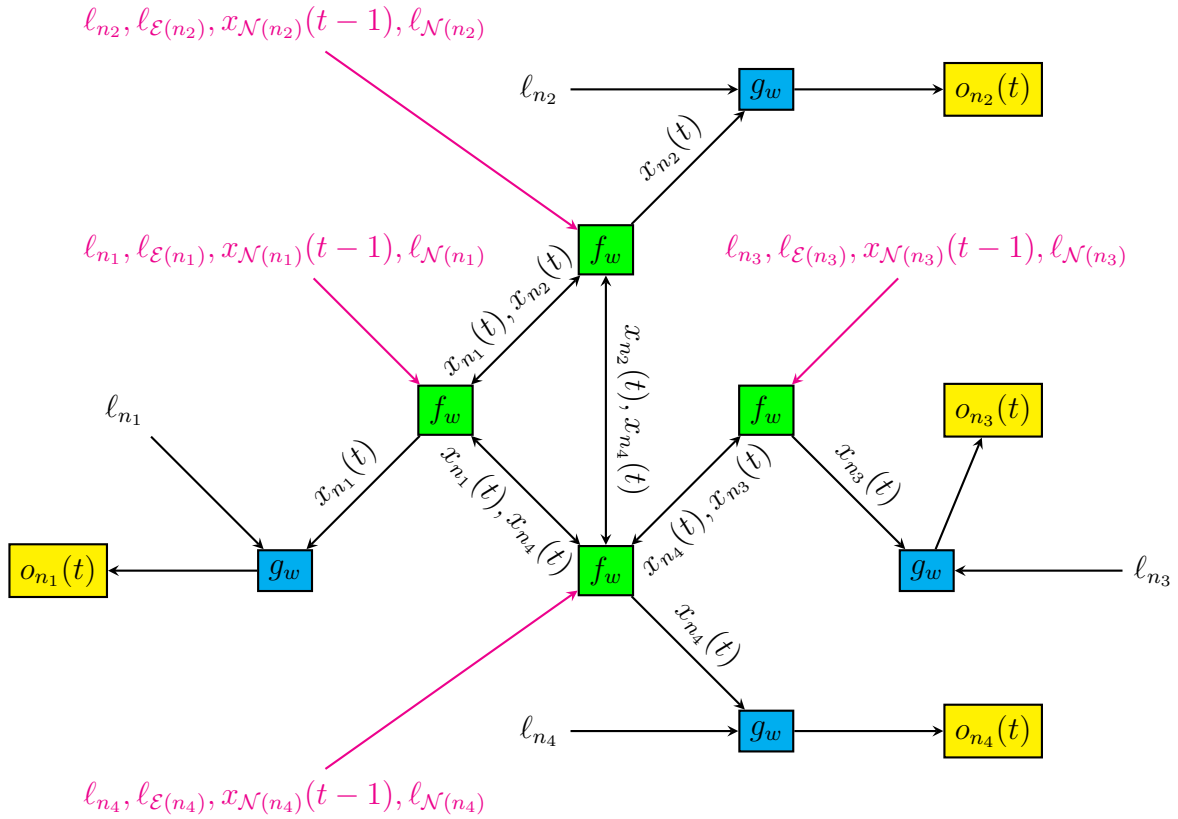 ℓ_{n_2}, ℓ_{ℰ(n_2)}, x_{𝒩(n_2)}(t − 1), ℓ_{𝒩(n_2)}
ℓ_{n_2}
g_w
o_{n_2}(t)
x_{n_2}(t)
ℓ_{n_1}, ℓ_{ℰ(n_1)}, x_{𝒩(n_1)}(t − 1), ℓ_{𝒩(n_1)}
f_w
ℓ_{n_3}, ℓ_{ℰ(n_3)}, x_{𝒩(n_3)}(t − 1), ℓ_{𝒩(n_3)}
x_{n_1}(t), x_{n_2}(t)
x_{n_2}(t), x_{n_4}(t)
ℓ_{n_1}
f_w
f_w
o_{n_3}(t)
x_{n_1}(t)
x_{n_1}(t), x_{n_4}(t)
x_{n_4}(t), x_{n_3}(t)
x_{n_3}(t)
o_{n_1}(t)
g_w
f_w
g_w
ℓ_{n_3}
x_{n_4}(t)
ℓ_{n_4}
g_w
o_{n_4}(t)
ℓ_{n_4}, ℓ_{ℰ(n_4)}, x_{𝒩(n_4)}(t − 1), ℓ_{𝒩(n_4)}